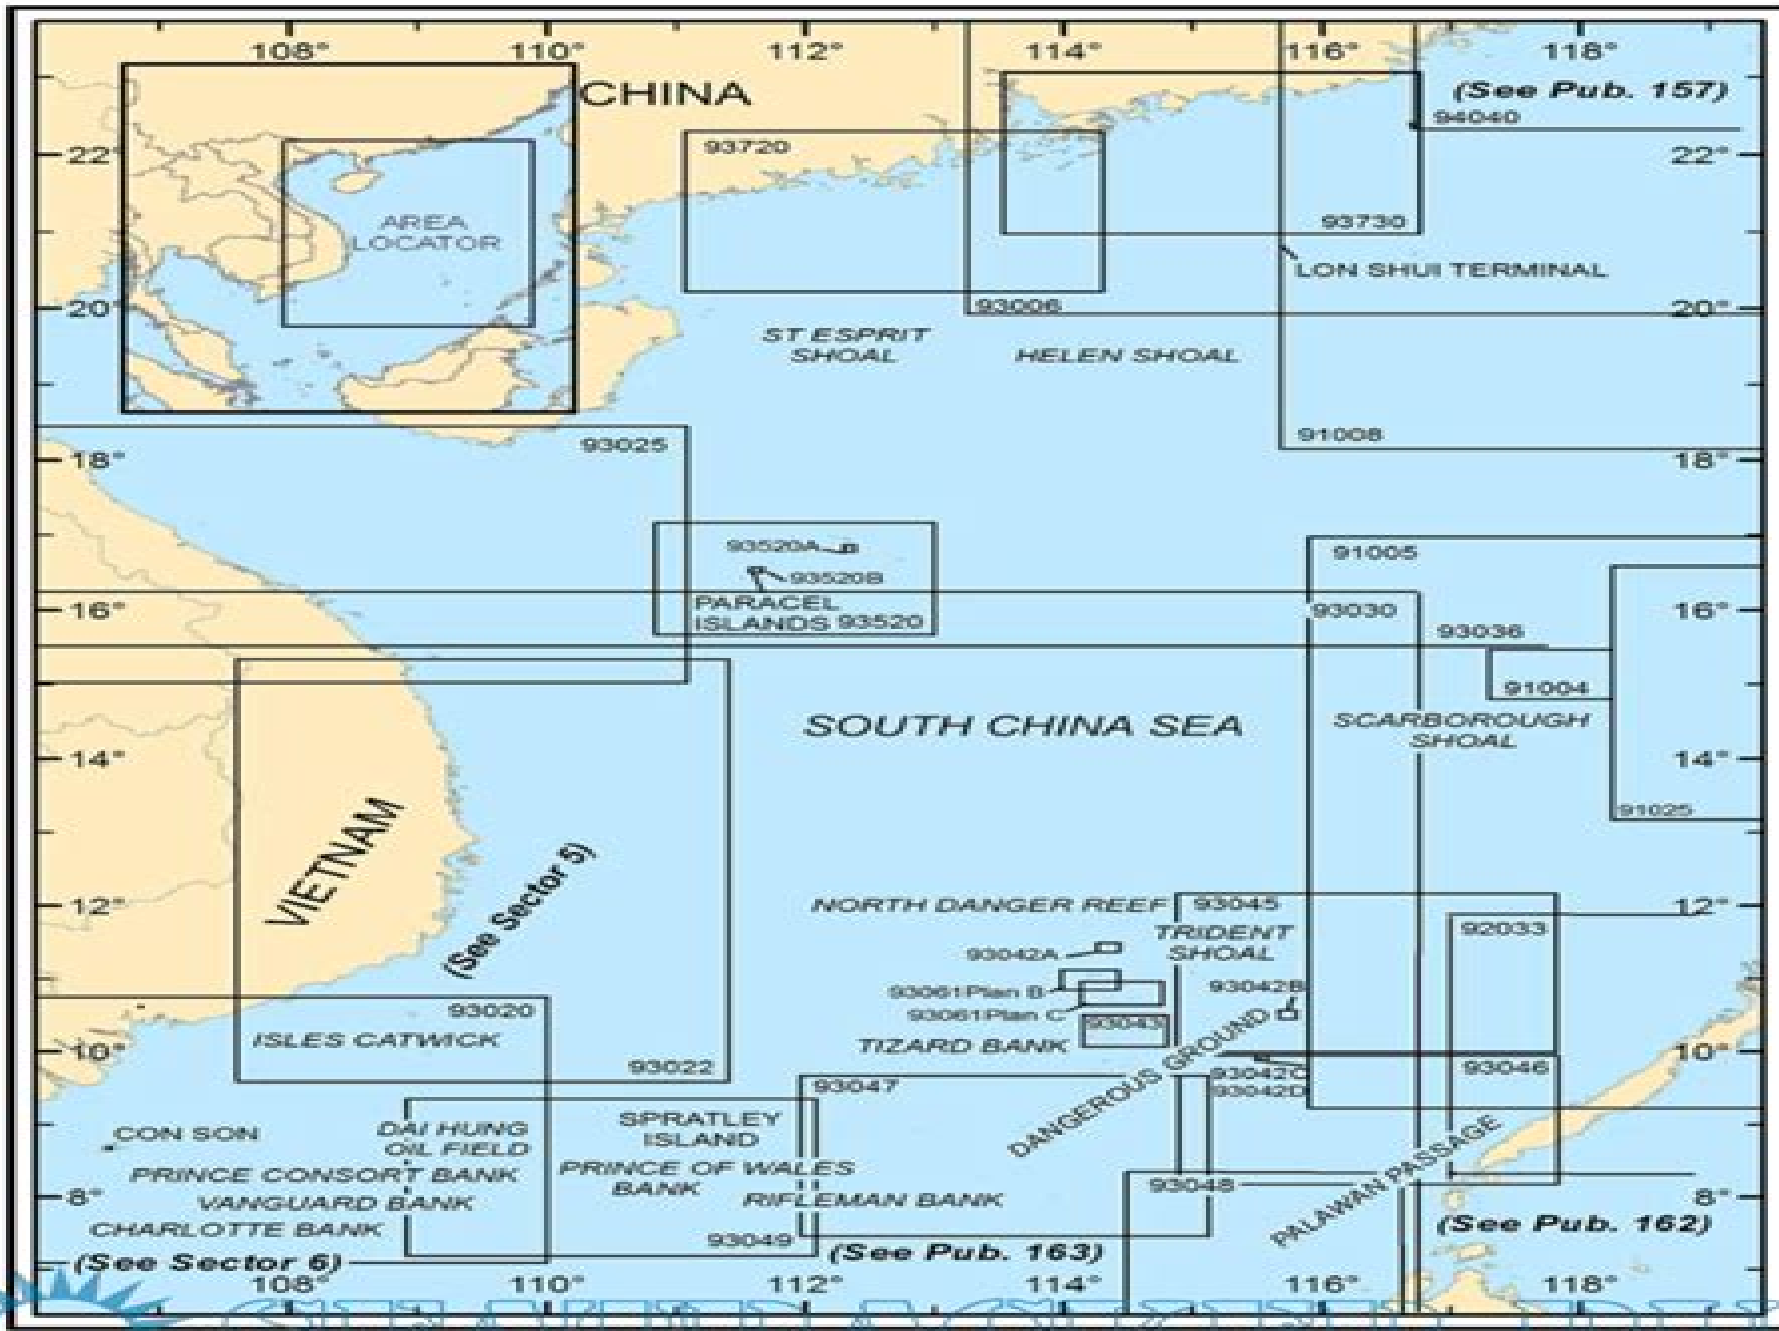 108° 110° 112° 114° 116° 118°
CHINA
(See Pub. 157)
94040
93720
22° 22°
AREA
LOCATOR
93730
LON SHUI TERMINAL
20° 93006 20°
ST ESPRIT
SHOAL
HELEN SHOAL
93025
91008
18° 18°
93520A
91005
93520B
PARACEL
ISLANDS 93520
16° 93030 16°
93036
91004
SOUTH CHINA SEA
SCARBOROUGH
SHOAL
14° 14°
91025
VIETNAM
(See Sector 5)
12° 12°
NORTH DANGER REEF
93045
TRIDENT
SHOAL
92033
93042A
93061Plan B
93042B
93061Plan C
93043
93020
ISLES CATWICK
TIZARD BANK
DANGEROUS GROUND
10° 10°
93022
93042C
93042D
93046
93047
CON SON
DAI HUNG
OIL FIELD
SPRATLEY
ISLAND
PRINCE CONSORT BANK
PRINCE OF WALES
BANK
PALAWAN PASSAGE
93048
8° 8°
VANGUARD BANK
RIFLEMAN BANK
CHARLOTTE BANK
93049
(See Pub. 163)
(See Pub. 162)
(See Sector 6)
108° 110° 112° 114° 116° 118°